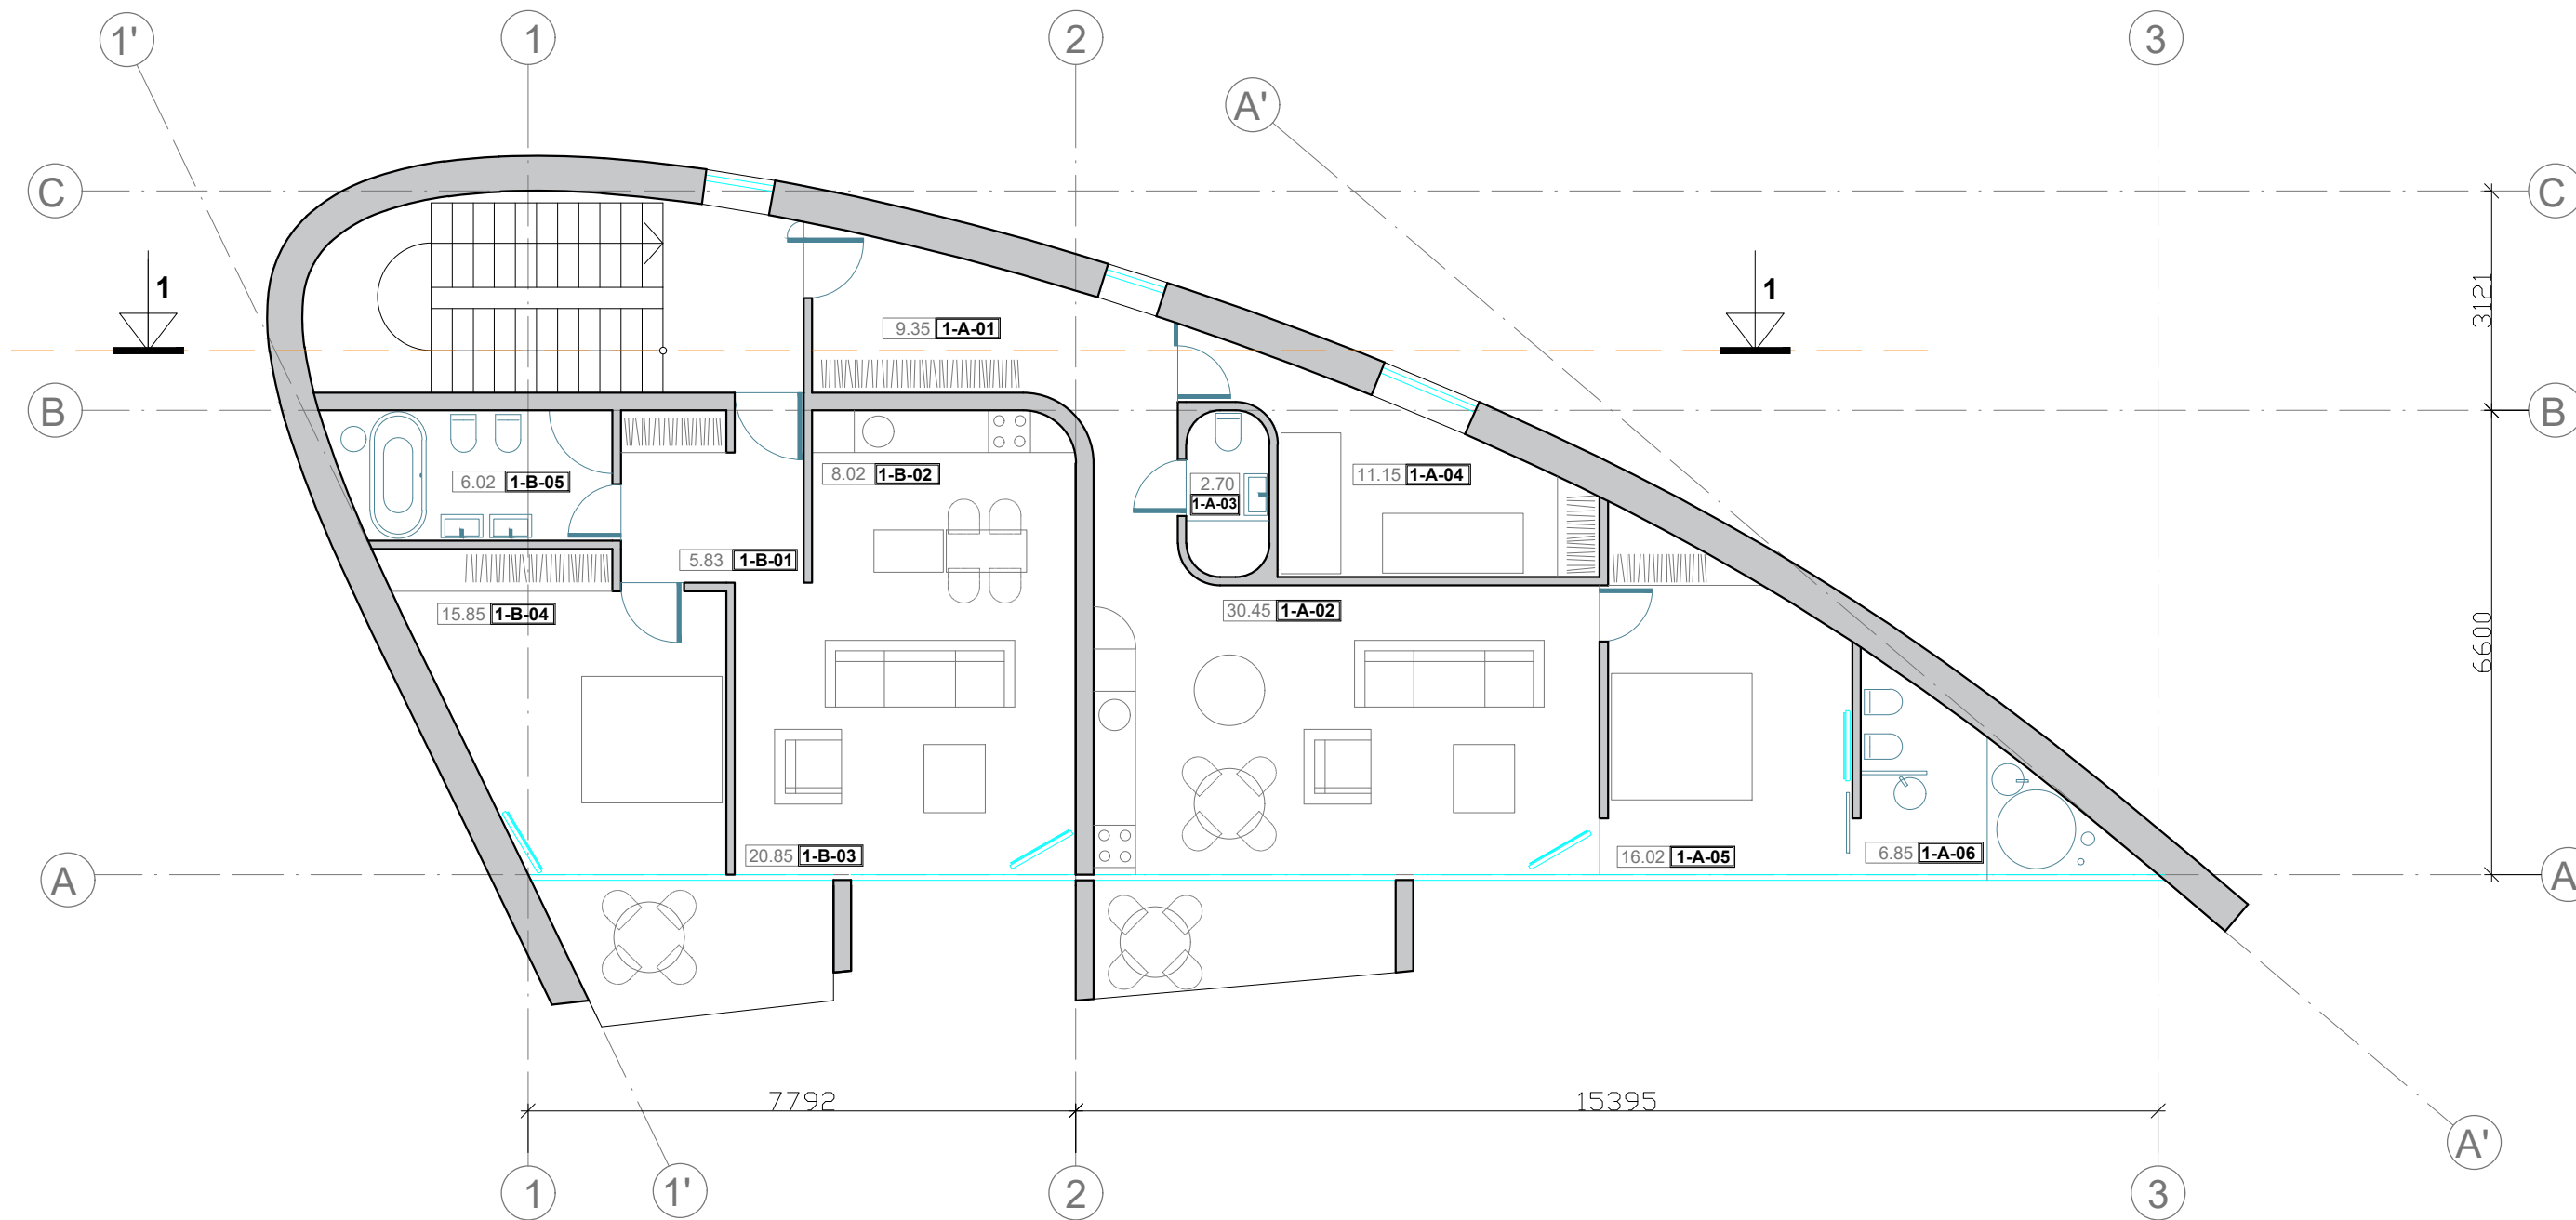 1'
1
2
3
A'
C
C
1
1
3121
9.35 1-A-01
B
B
6.02 1-B-05
8.02 1-B-02
2.70
1-A-03
11.15 1-A-04
5.83 1-B-01
15.85 1-B-04
30.45 1-A-02
6600
20.85 1-B-03
16.02 1-A-05
6.85 1-A-06
A
A
7792
15395
A'
1
1'
2
3